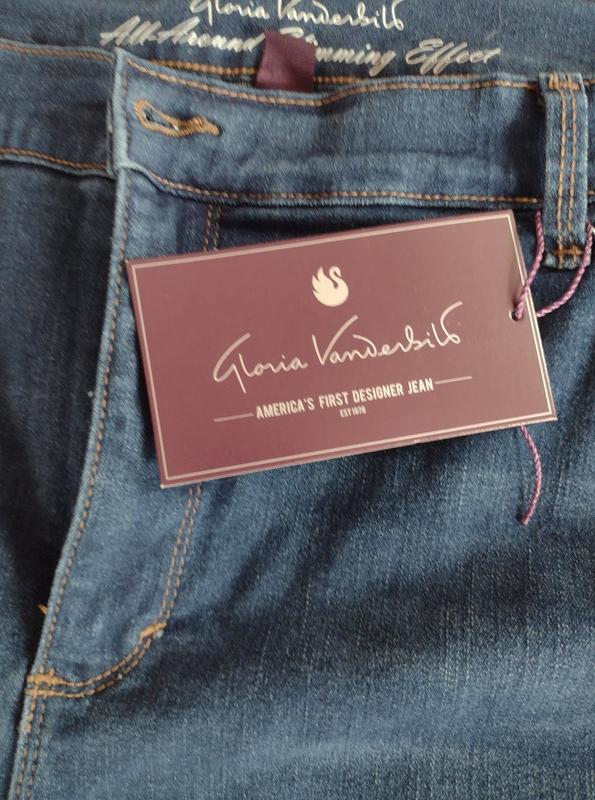 Gloria Vanderbilt
All-Around Slimming Effect
Gloria Vanderbilt
AMERICA'S FIRST DESIGNER JEAN
EST 1976